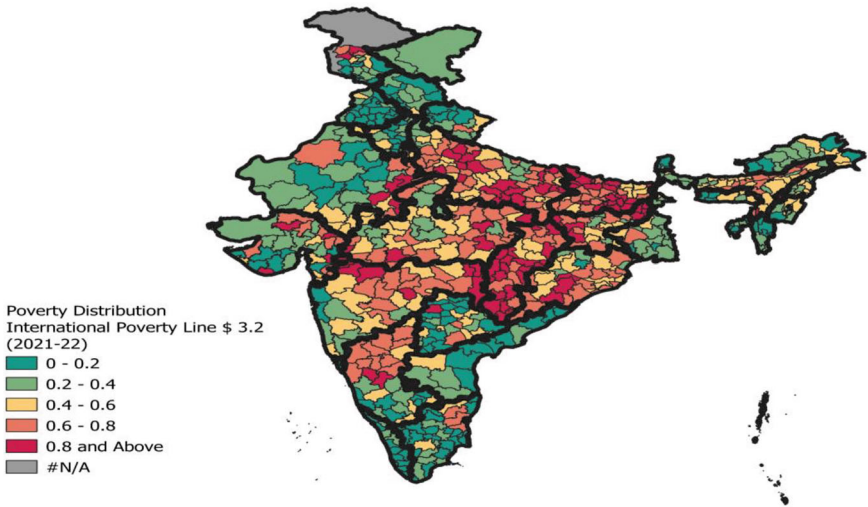 Poverty Distribution
International Poverty Line $ 3.2
(2021-22)
0 - 0.2
0.2 - 0.4
0.4 - 0.6
0.6 - 0.8
0.8 and Above
#N/A